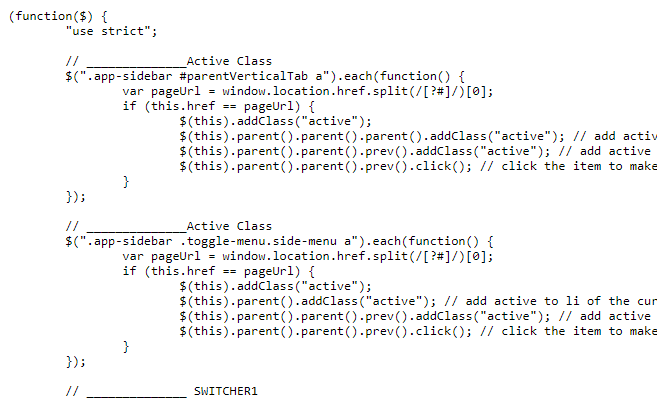 (function($) {
"use strict";
// ______________Active Class
$(".app-sidebar #parentVerticalTab a").each(function() {
var pageUrl = window.location.href.split(/[?#]/)[0];
if (this.href == pageUrl) {
$(this).addClass("active");
$(this).parent().parent().parent().addClass("active"); // add activ
$(this).parent().parent().prev().addClass("active"); // add active
$(this).parent().parent().prev().click(); // click the item to make
}
});
// ______________Active Class
$(".app-sidebar .toggle-menu.side-menu a").each(function() {
var pageUrl = window.location.href.split(/[?#]/)[0];
if (this.href == pageUrl) {
$(this).addClass("active");
$(this).parent().addClass("active"); // add active to li of the cur
$(this).parent().parent().prev().addClass("active"); // add active
$(this).parent().parent().prev().click(); // click the item to make
}
});
// ______________ SWITCHER1